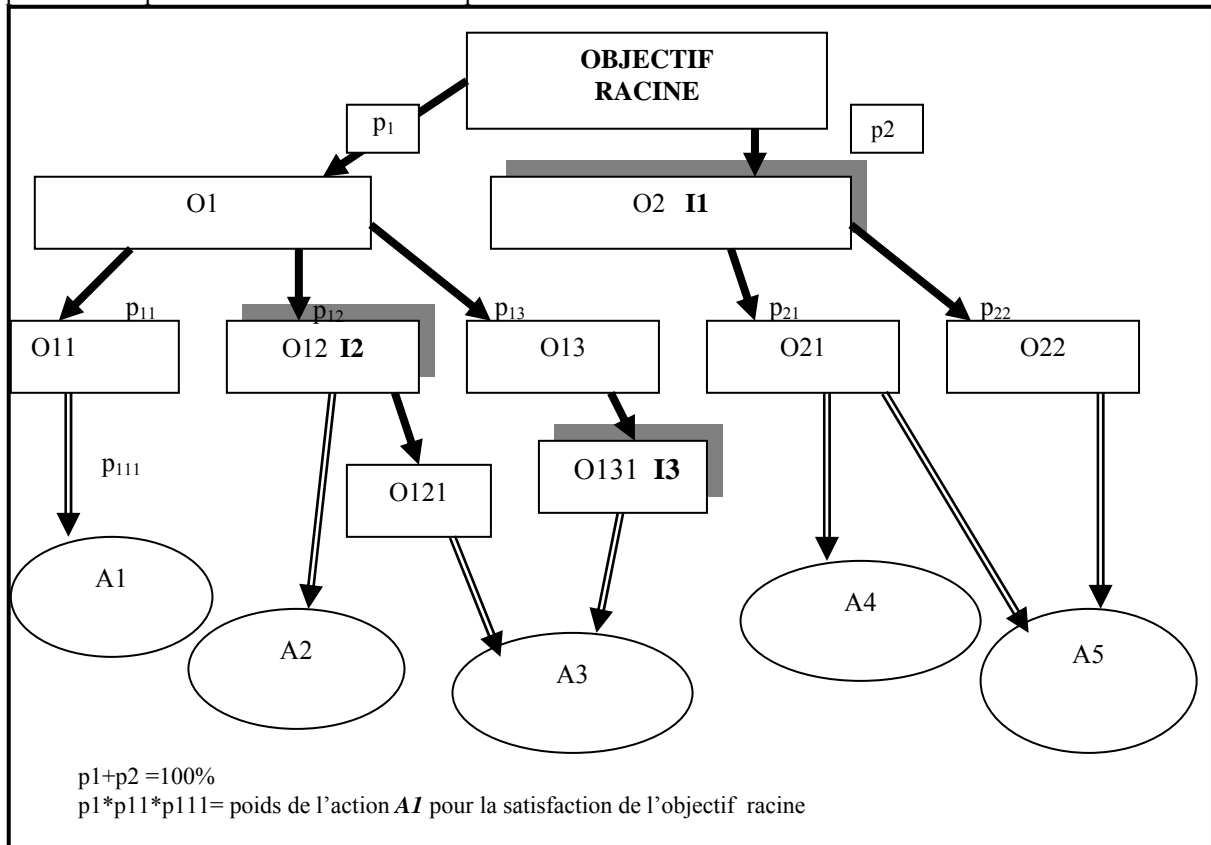 OBJECTIF
RACINE
p1
p2
O1
O2 I1
p11
p12
p13
p21
p22
O11
O12 I2
O13
O21
O22
p111
O121
O131 I3
A1
A2
A3
A4
A5
p1+p2 =100%
p1*p11*p111= poids de l’action A1 pour la satisfaction de l’objectif racine